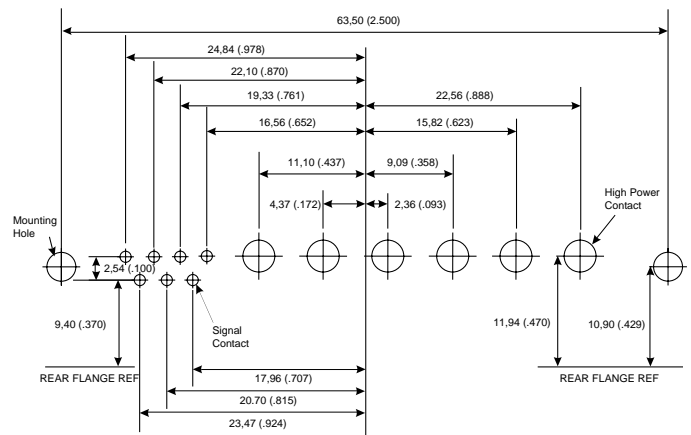 63,50 (2.500)
24,84 (.978)
22,10 (.870)
19,33 (.761)
22,56 (.888)
16,56 (.652)
15,82 (.623)
11,10 (.437)
9,09 (.358)
4,37 (.172)
2,36 (.093)
High Power
Contact
Mounting
Hole
2,54 (.100)
9,40 (.370)
Signal
Contact
11,94 (.470)
10,90 (.429)
REAR FLANGE REF
17,96 (.707)
REAR FLANGE REF
20.70 (.815)
23,47 (.924)